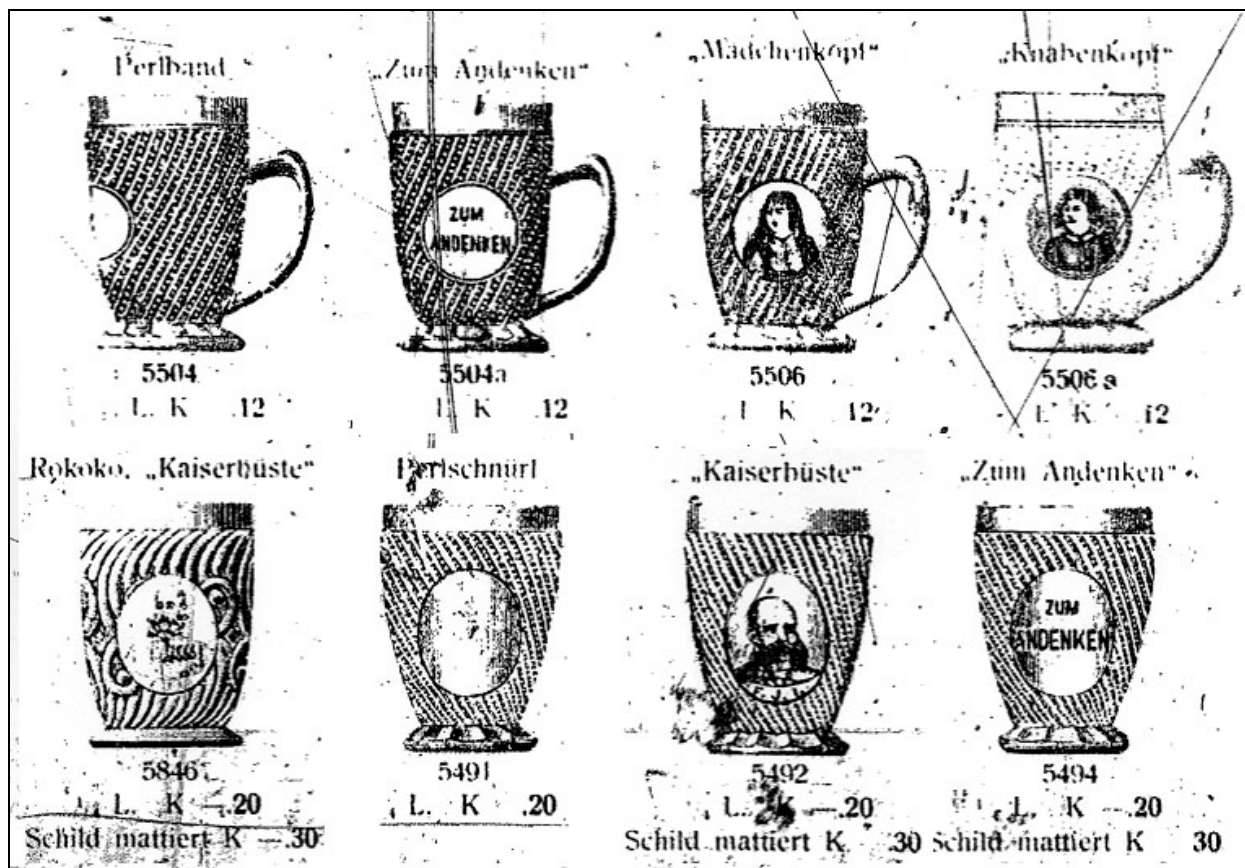 Perlband
„Zum Andenken“
„Mädchenkopf“
„Knabenkopf“
ZUM
ANDENKEN
5504
5504a
5506
5506a
L. K .12
K .12
K .12
K .12
Rokoko, „Kaiserbüste“
Perlschnürl
„Kaiserbüste“
„Zum Andenken“
ZUM
ANDENKEN
5846
5491
5492
5494
L. K —.20
L. K .20
L. K —.20
L. K —.20
Schild mattiert K —.30
Schild mattiert K 30
Schild mattiert K 30